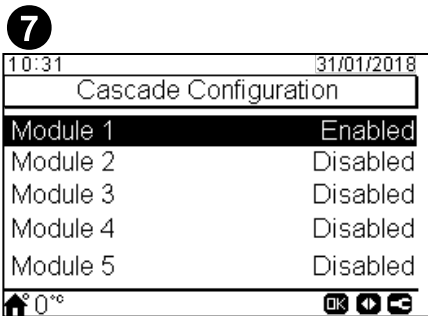 7
10:31 31/01/2018
Cascade Configuration
Module 1 Enabled
Module 2 Disabled
Module 3 Disabled
Module 4 Disabled
Module 5 Disabled
0°° OK